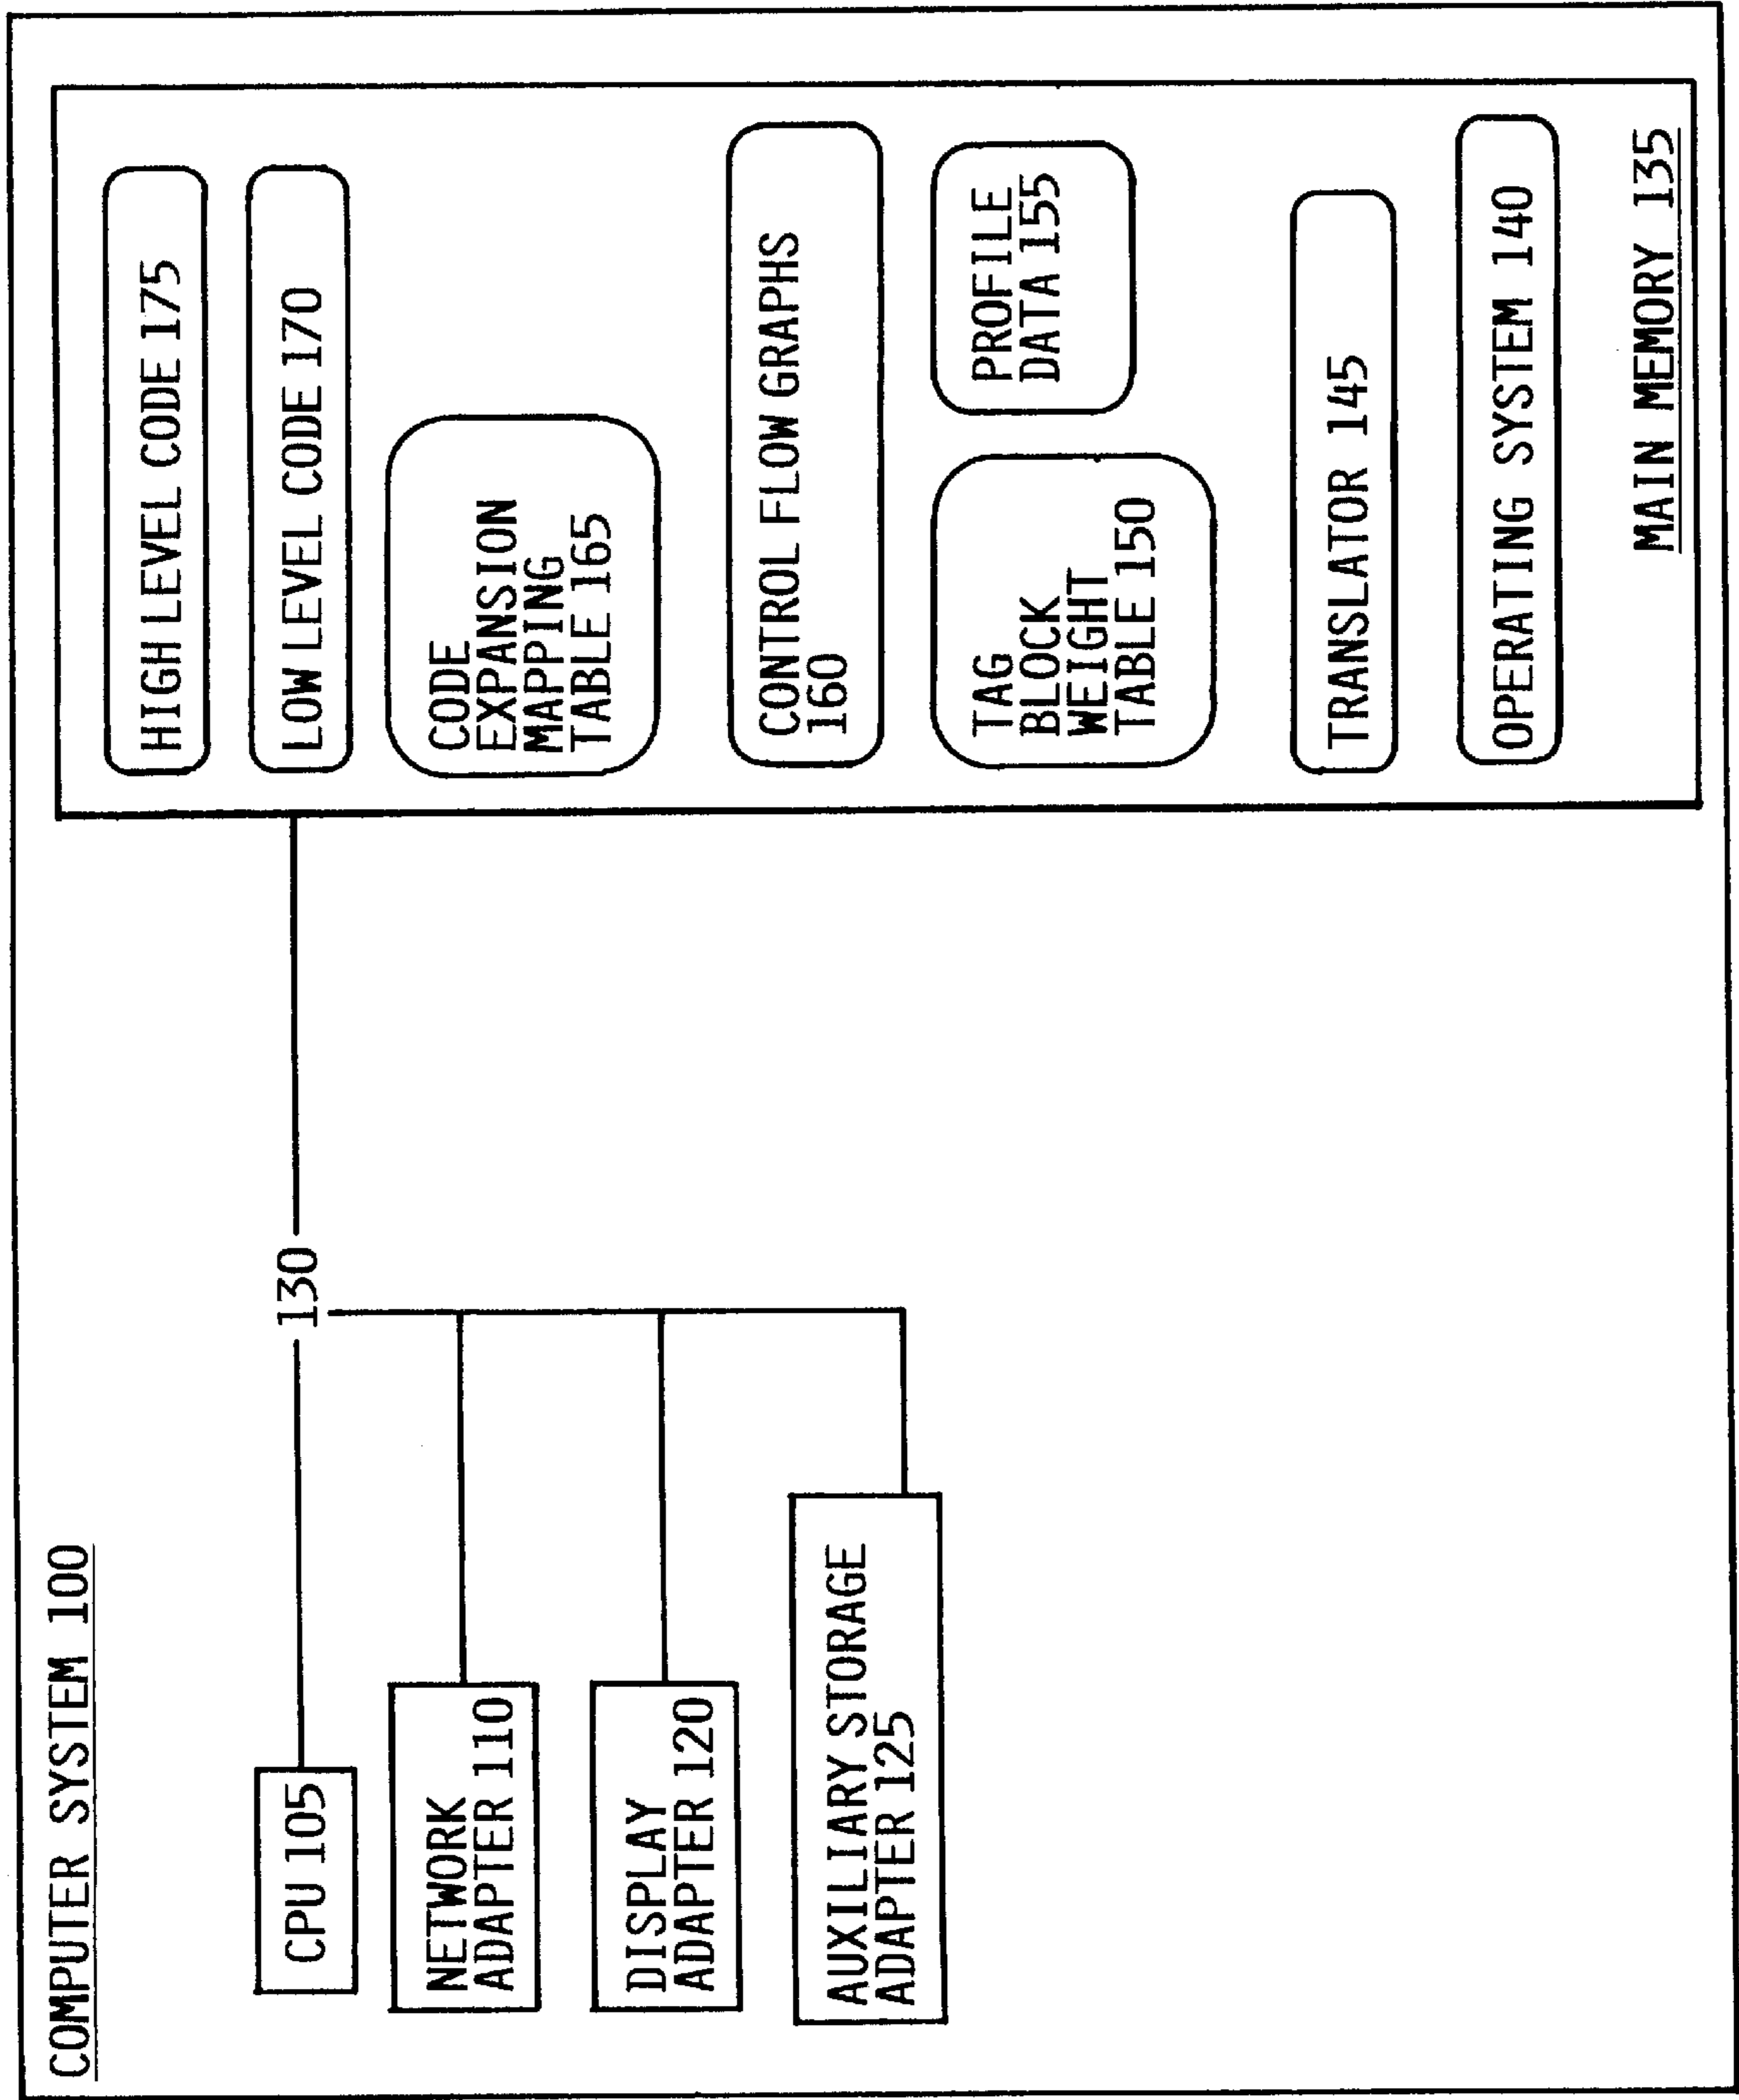 COMPUTER SYSTEM 100
CPU 105
NETWORK
ADAPTER 110
DISPLAY
ADAPTER 120
AUXILIARY STORAGE
ADAPTER 125
130
HIGH LEVEL CODE 175
LOW LEVEL CODE 170
CODE
EXPANSION
MAPPING
TABLE 165
CONTROL FLOW GRAPHS
160
TAG
BLOCK
WEIGHT
TABLE 150
PROFILE
DATA 155
TRANSLATOR 145
OPERATING SYSTEM 140
MAIN MEMORY 135